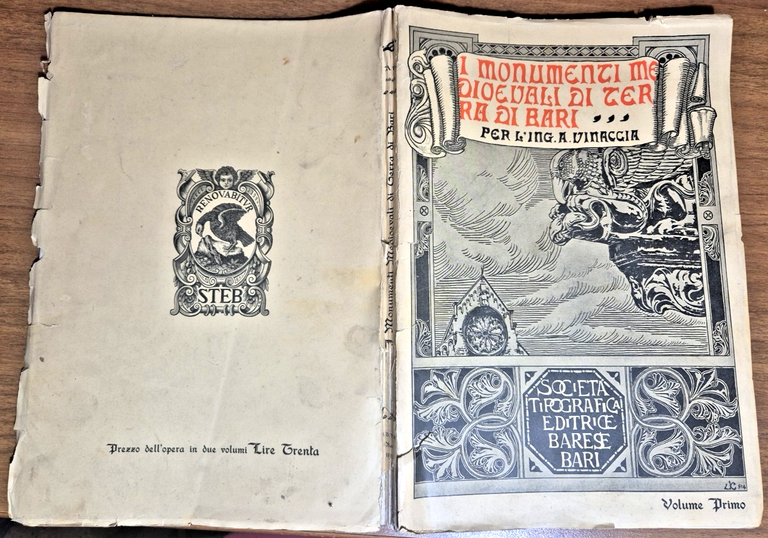 RENOVABITVR
STEB
Prezzo dell'opera in due volumi Lire Trenta
I Monumenti Medioevali di Terra di Bari
I MONUMENTI ME
DIOEVALI DI TER
RA DI BARI ,,,
PER L'ING. A. VINACCIA
SOCIETÀ
TIPOGRAFICA
EDITRICE
BARESE
BARI
Volume Primo